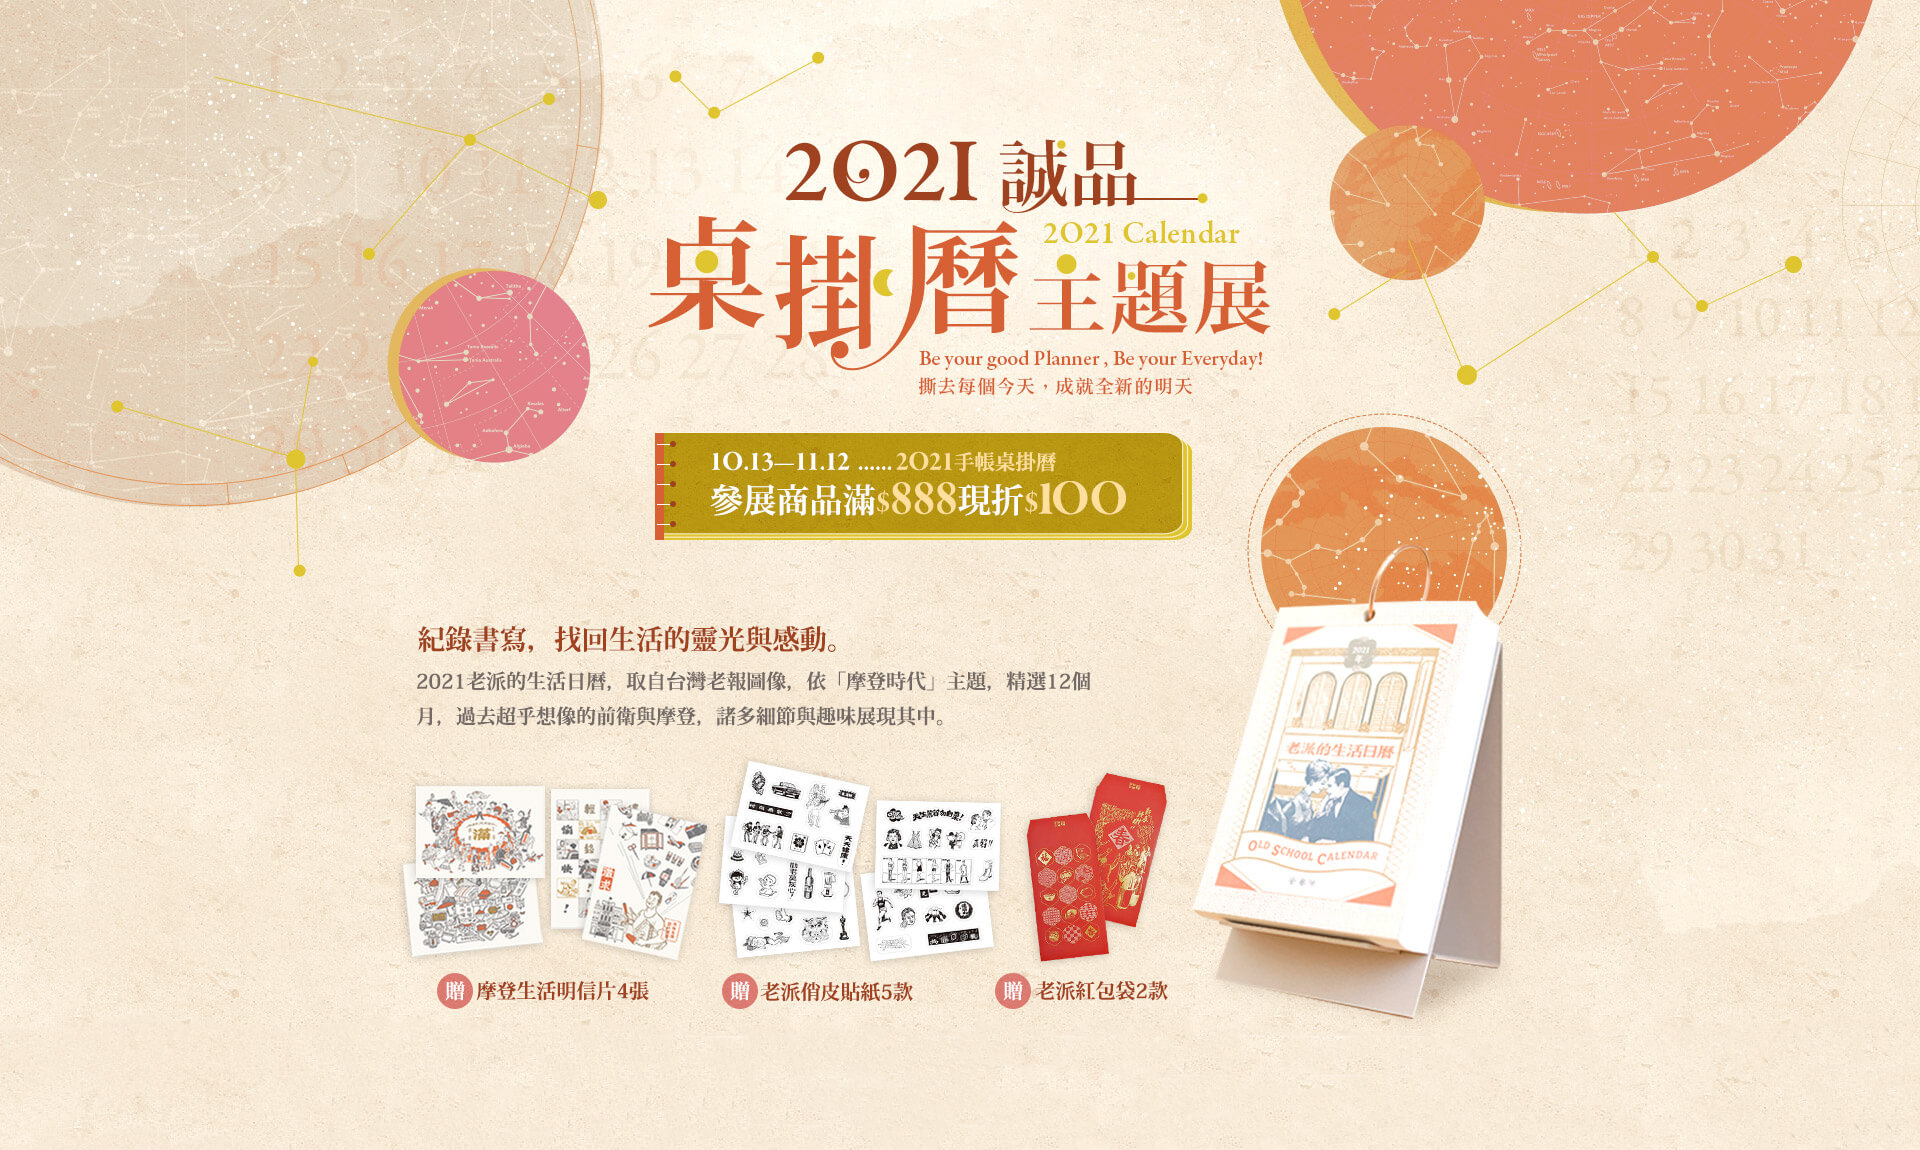 2021 誠品
桌掛曆主題展
2021 Calendar
Be your good Planner , Be your Everyday!
撕去每個今天，成就全新的明天
10.13—11.12 ...... 2021手帳桌掛曆
參展商品滿$888現折$100
紀錄書寫，找回生活的靈光與感動。
2021老派的生活日曆，取自台灣老報圖像，依「摩登時代」主題，精選12個
月，過去超乎想像的前衛與摩登，諸多細節與趣味展現其中。
2021
年
老派的生活日曆
OLD SCHOOL CALENDAR
滿
春
贈 摩登生活明信片4張
贈 老派俏皮貼紙5款
贈 老派紅包袋2款